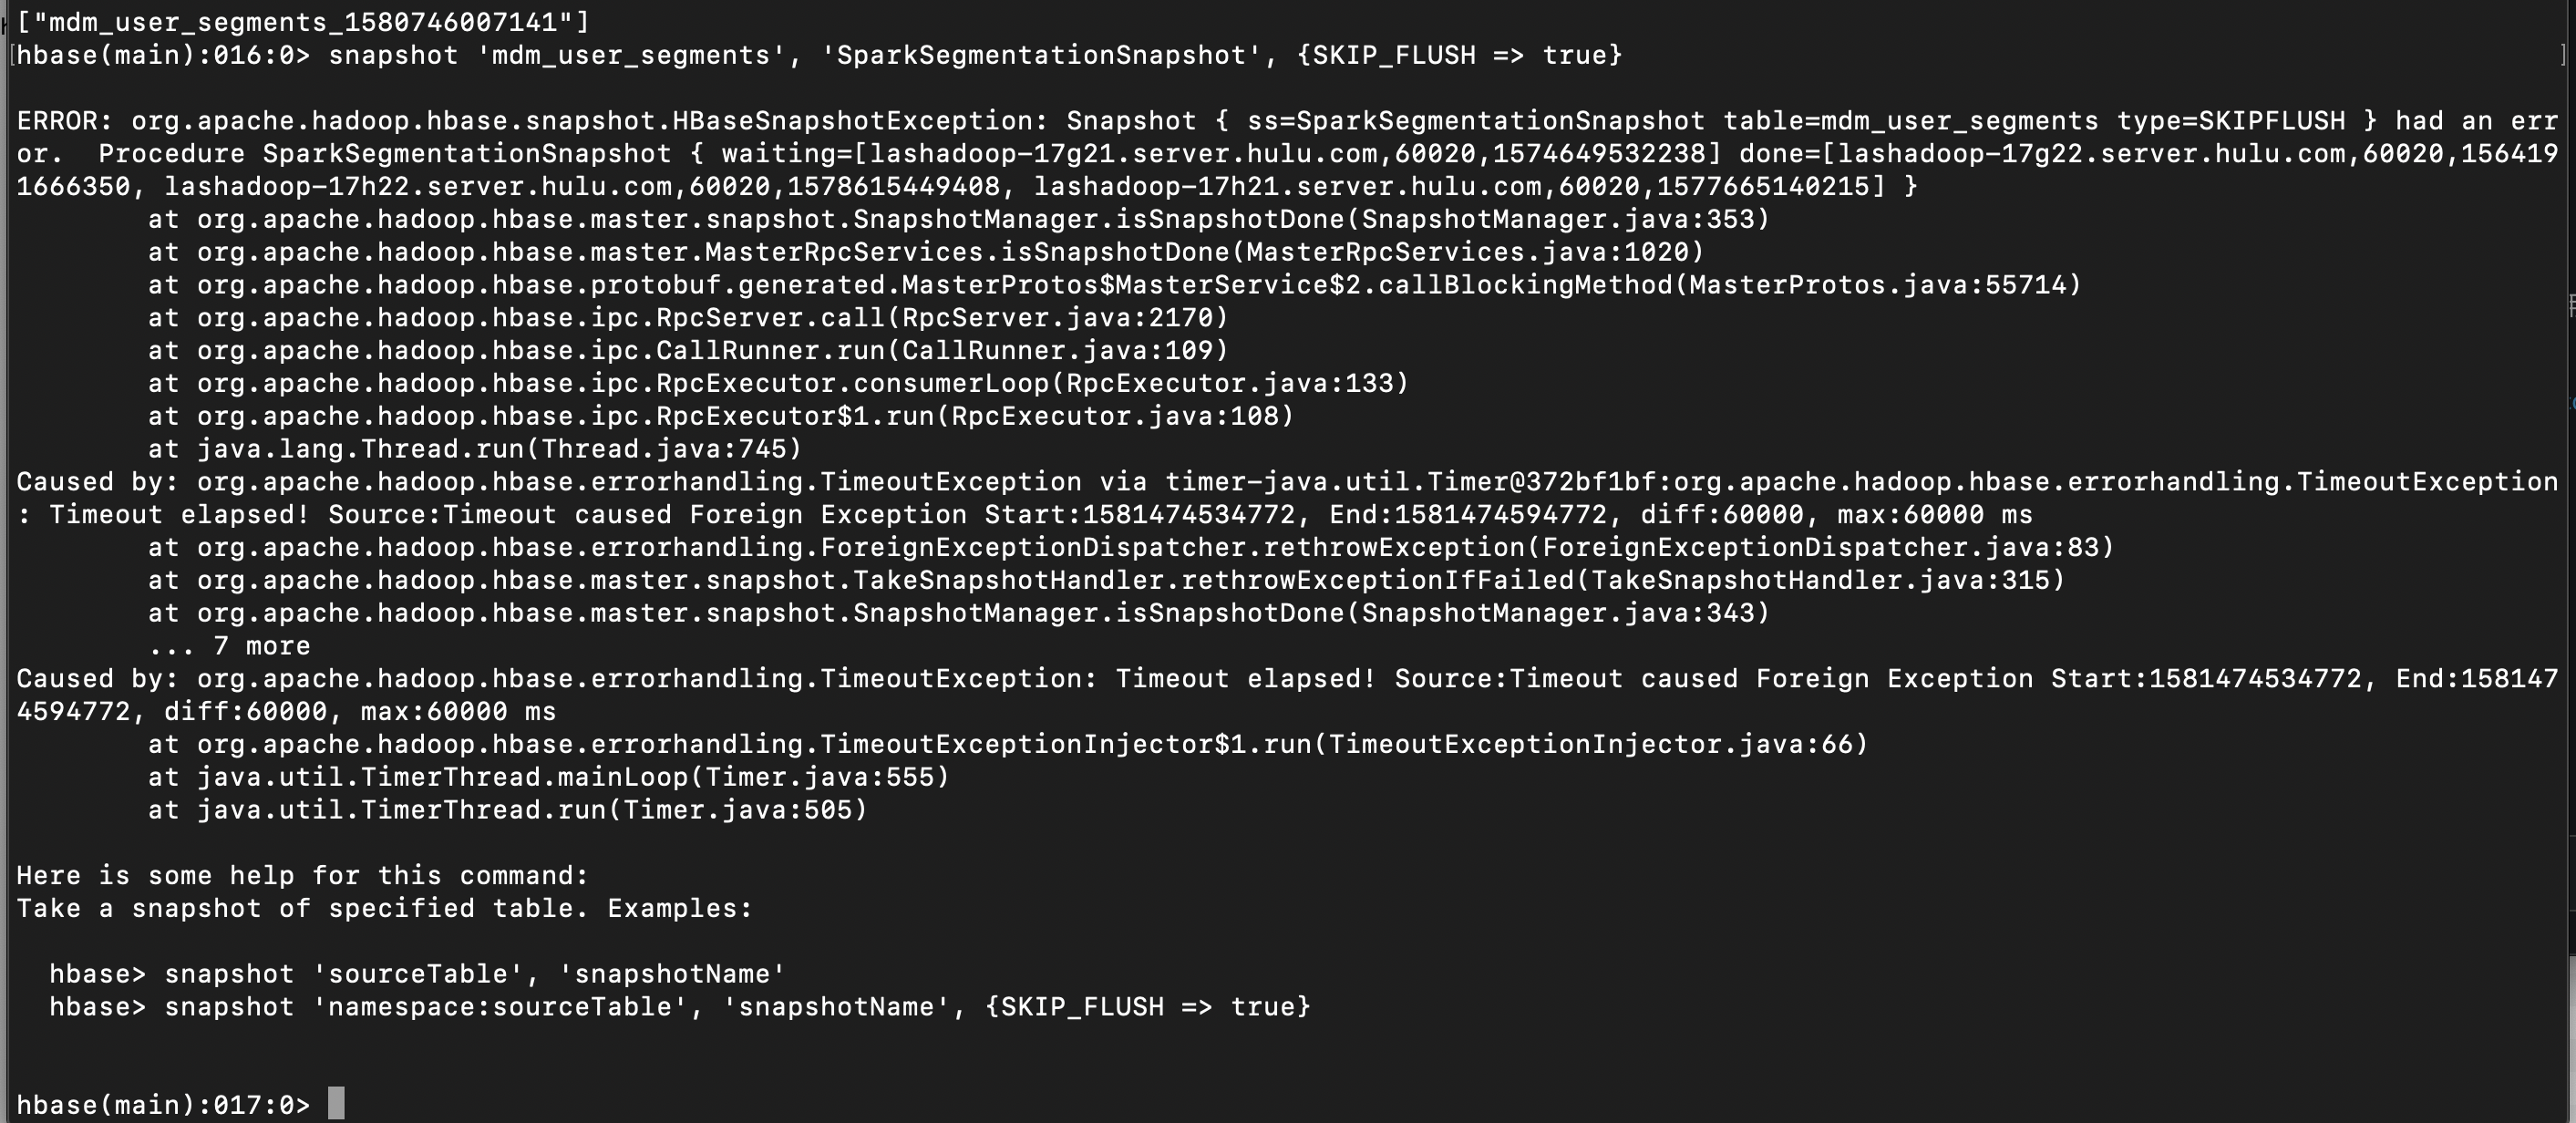 ["mdm_user_segments_1580746007141"]
[hbase(main):016:0> snapshot 'mdm_user_segments', 'SparkSegmentationSnapshot', {SKIP_FLUSH => true} ]
ERROR: org.apache.hadoop.hbase.snapshot.HBaseSnapshotException: Snapshot { ss=SparkSegmentationSnapshot table=mdm_user_segments type=SKIPFLUSH } had an err
or.  Procedure SparkSegmentationSnapshot { waiting=[lashadoop-17g21.server.hulu.com,60020,1574649532238] done=[lashadoop-17g22.server.hulu.com,60020,156419
1666350, lashadoop-17h22.server.hulu.com,60020,1578615449408, lashadoop-17h21.server.hulu.com,60020,1577665140215] }
at org.apache.hadoop.hbase.master.snapshot.SnapshotManager.isSnapshotDone(SnapshotManager.java:353)
at org.apache.hadoop.hbase.master.MasterRpcServices.isSnapshotDone(MasterRpcServices.java:1020)
at org.apache.hadoop.hbase.protobuf.generated.MasterProtos$MasterService$2.callBlockingMethod(MasterProtos.java:55714)
at org.apache.hadoop.hbase.ipc.RpcServer.call(RpcServer.java:2170)
at org.apache.hadoop.hbase.ipc.CallRunner.run(CallRunner.java:109)
at org.apache.hadoop.hbase.ipc.RpcExecutor.consumerLoop(RpcExecutor.java:133)
at org.apache.hadoop.hbase.ipc.RpcExecutor$1.run(RpcExecutor.java:108)
at java.lang.Thread.run(Thread.java:745)
Caused by: org.apache.hadoop.hbase.errorhandling.TimeoutException via timer-java.util.Timer@372bf1bf:org.apache.hadoop.hbase.errorhandling.TimeoutException
: Timeout elapsed! Source:Timeout caused Foreign Exception Start:1581474534772, End:1581474594772, diff:60000, max:60000 ms
at org.apache.hadoop.hbase.errorhandling.ForeignExceptionDispatcher.rethrowException(ForeignExceptionDispatcher.java:83)
at org.apache.hadoop.hbase.master.snapshot.TakeSnapshotHandler.rethrowExceptionIfFailed(TakeSnapshotHandler.java:315)
at org.apache.hadoop.hbase.master.snapshot.SnapshotManager.isSnapshotDone(SnapshotManager.java:343)
... 7 more
Caused by: org.apache.hadoop.hbase.errorhandling.TimeoutException: Timeout elapsed! Source:Timeout caused Foreign Exception Start:1581474534772, End:158147
4594772, diff:60000, max:60000 ms
at org.apache.hadoop.hbase.errorhandling.TimeoutExceptionInjector$1.run(TimeoutExceptionInjector.java:66)
at java.util.TimerThread.mainLoop(Timer.java:555)
at java.util.TimerThread.run(Timer.java:505)
Here is some help for this command:
Take a snapshot of specified table. Examples:
hbase> snapshot 'sourceTable', 'snapshotName'
hbase> snapshot 'namespace:sourceTable', 'snapshotName', {SKIP_FLUSH => true}
hbase(main):017:0>